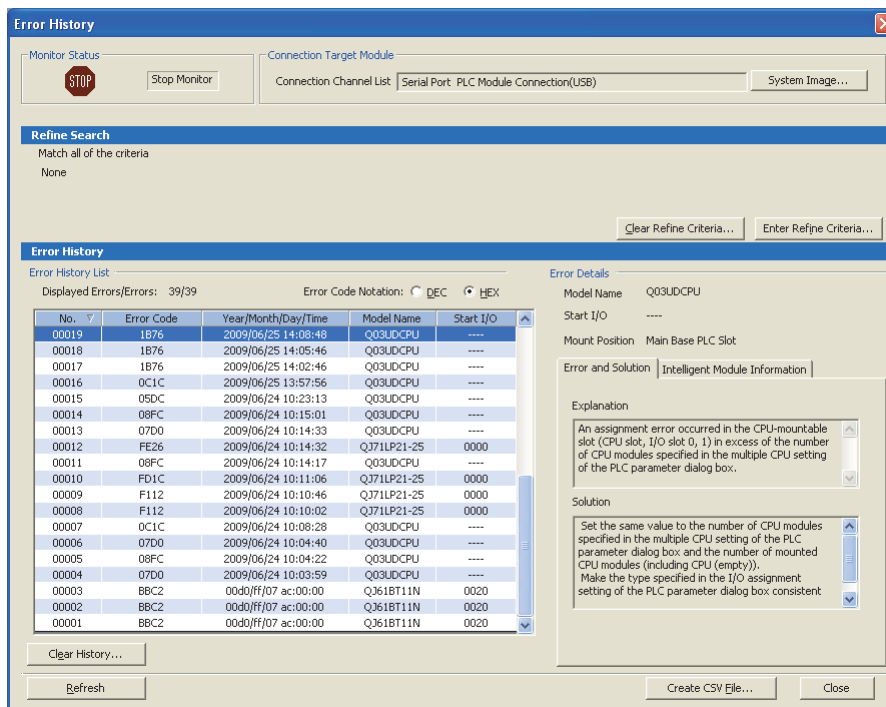 Error History
Monitor Status
STOP
Stop Monitor
Connection Target Module
Connection Channel List Serial Port PLC Module Connection(USB)
System Image...
Refine Search
Match all of the criteria
None
Clear Refine Criteria...
Enter Refine Criteria...
Error History
Error History List
Displayed Errors/Errors: 39/39
Error Code Notation: DEC HEX
No. Error Code Year/Month/Day/Time Model Name Start I/O
00019 1B76 2009/06/25 14:08:48 Q03UDCPU ----
00018 1B76 2009/06/25 14:05:46 Q03UDCPU ----
00017 1B76 2009/06/25 14:02:46 Q03UDCPU ----
00016 0C1C 2009/06/25 13:57:56 Q03UDCPU ----
00015 05DC 2009/06/24 10:23:13 Q03UDCPU ----
00014 08FC 2009/06/24 10:15:01 Q03UDCPU ----
00013 07D0 2009/06/24 10:14:33 Q03UDCPU ----
00012 FE26 2009/06/24 10:14:32 QJ71LP21-25 0000
00011 08FC 2009/06/24 10:14:17 Q03UDCPU ----
00010 FD1C 2009/06/24 10:11:06 QJ71LP21-25 0000
00009 F112 2009/06/24 10:10:46 QJ71LP21-25 0000
00008 F112 2009/06/24 10:10:02 QJ71LP21-25 0000
00007 0C1C 2009/06/24 10:08:28 Q03UDCPU ----
00006 07D0 2009/06/24 10:04:40 Q03UDCPU ----
00005 08FC 2009/06/24 10:04:22 Q03UDCPU ----
00004 07D0 2009/06/24 10:03:59 Q03UDCPU ----
00003 BBC2 00d0/ff/07 ac:00:00 QJ61BT11N 0020
00002 BBC2 00d0/ff/07 ac:00:00 QJ61BT11N 0020
00001 BBC2 00d0/ff/07 ac:00:00 QJ61BT11N 0020
Error Details
Model Name Q03UDCPU
Start I/O ----
Mount Position Main Base PLC Slot
Error and Solution
Intelligent Module Information
Explanation
An assignment error occurred in the CPU-mountable
slot (CPU slot, I/O slot 0, 1) in excess of the number
of CPU modules specified in the multiple CPU setting
of the PLC parameter dialog box.
Solution
Set the same value to the number of CPU modules
specified in the multiple CPU setting of the PLC
parameter dialog box and the number of mounted
CPU modules (including CPU (empty)).
Make the type specified in the I/O assignment
setting of the PLC parameter dialog box consistent
Clear History...
Refresh
Create CSV File...
Close